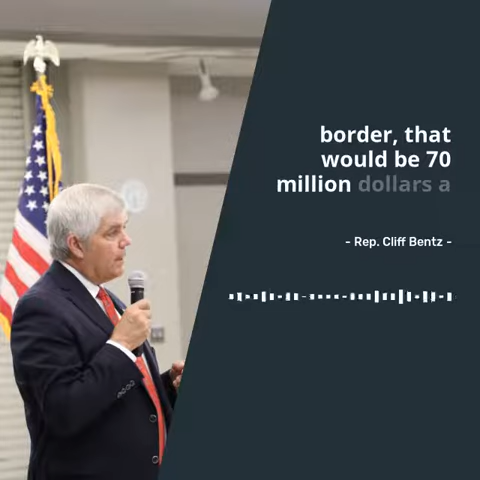 border, that
would be 70
million dollars a
- Rep. Cliff Bentz -